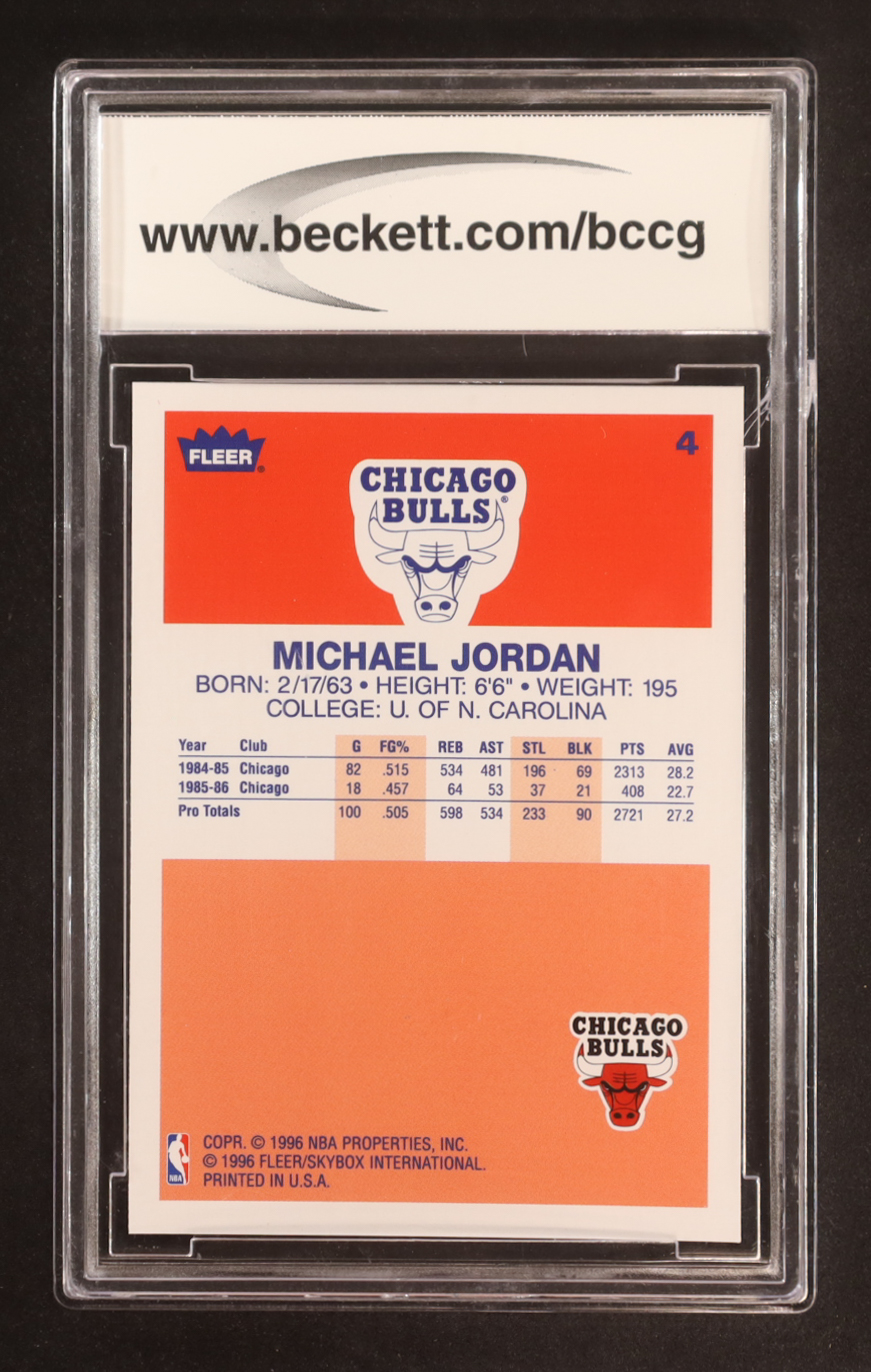 www.beckett.com/bccg
FLEER®
4
CHICAGO
BULLS®
MICHAEL JORDAN
BORN: 2/17/63 • HEIGHT: 6'6" • WEIGHT: 195
COLLEGE: U. OF N. CAROLINA
Year Club G FG% REB AST STL BLK PTS AVG
1984-85 Chicago 82 .515 534 481 196 69 2313 28.2
1985-86 Chicago 18 .457 64 53 37 21 408 22.7
Pro Totals 100 .505 598 534 233 90 2721 27.2
CHICAGO
BULLS
NBA
COPR. © 1996 NBA PROPERTIES, INC.
© 1996 FLEER/SKYBOX INTERNATIONAL.
PRINTED IN U.S.A.